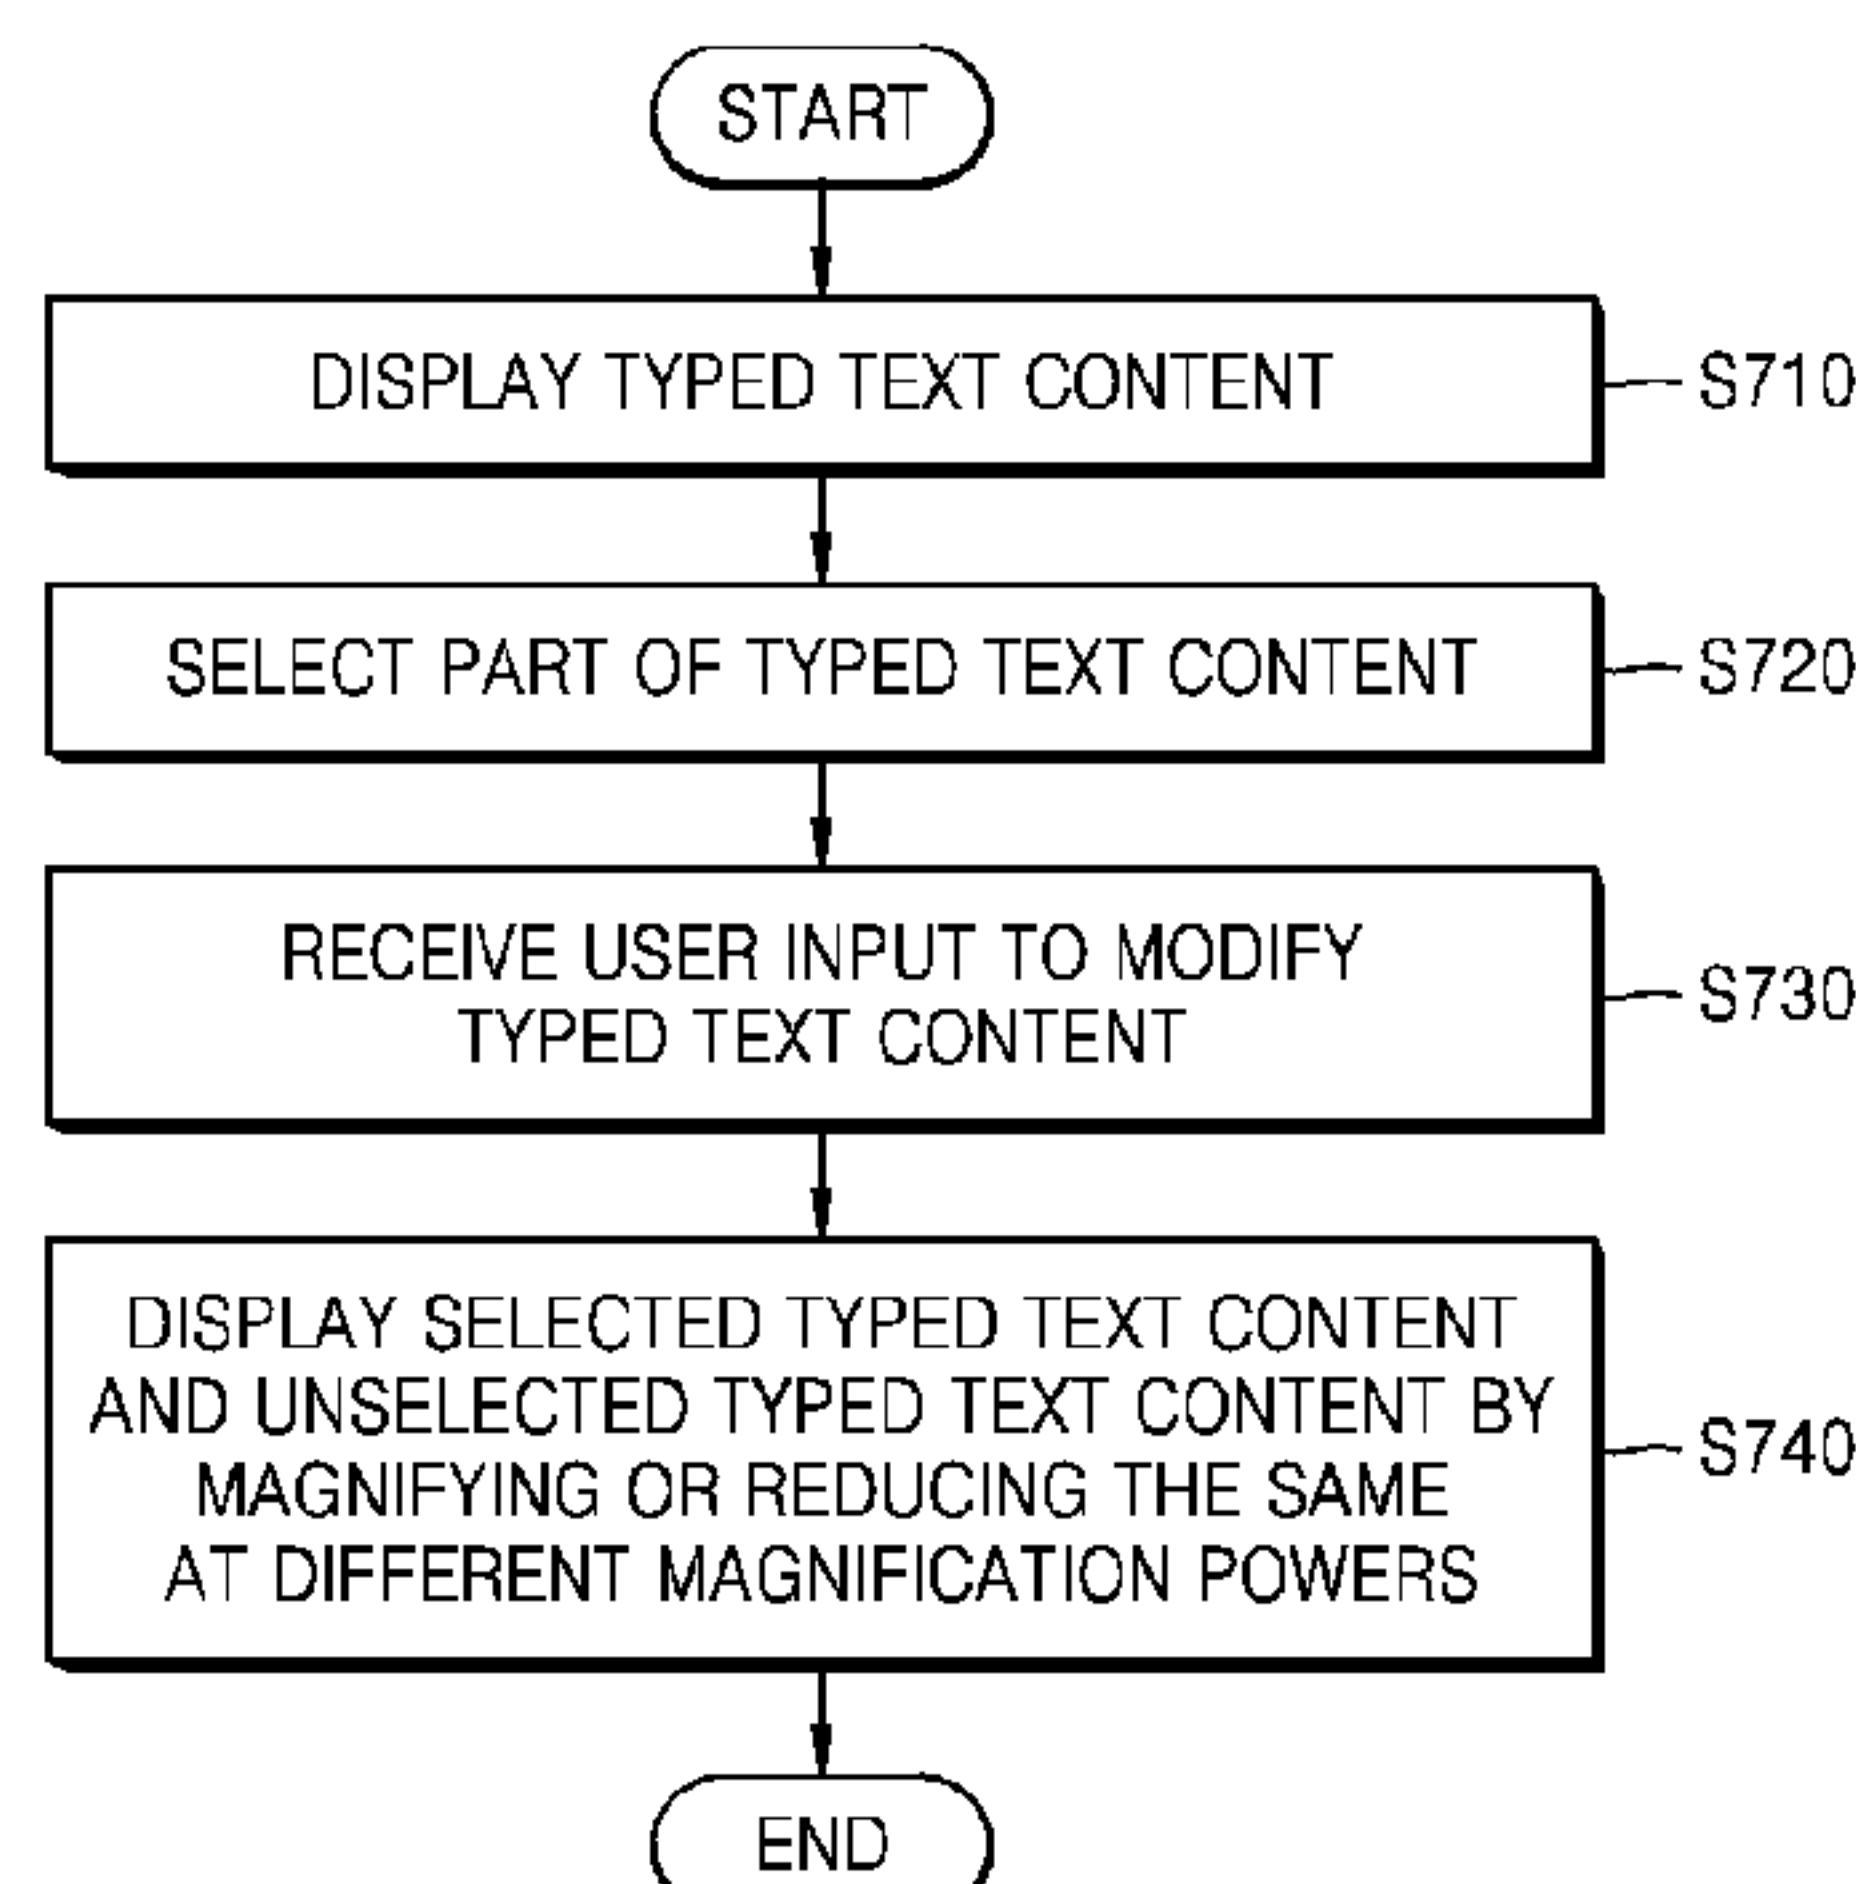 START
DISPLAY TYPED TEXT CONTENT
S710
SELECT PART OF TYPED TEXT CONTENT
S720
RECEIVE USER INPUT TO MODIFY
TYPED TEXT CONTENT
S730
DISPLAY SELECTED TYPED TEXT CONTENT
AND UNSELECTED TYPED TEXT CONTENT BY
MAGNIFYING OR REDUCING THE SAME
AT DIFFERENT MAGNIFICATION POWERS
S740
END